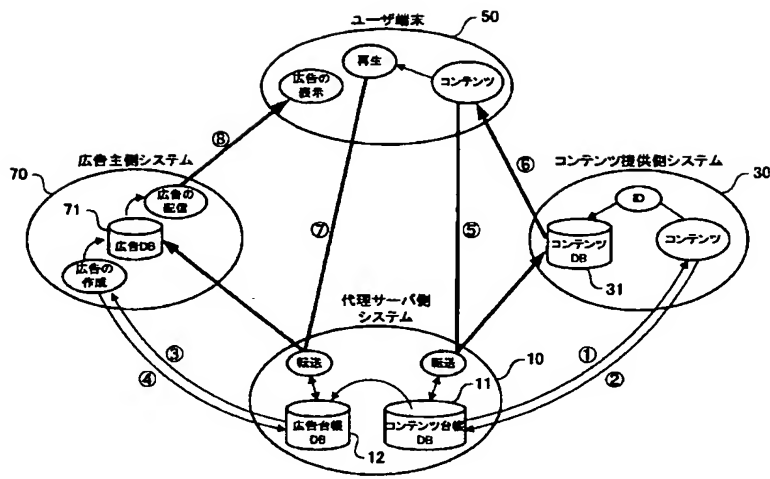 ユーザ端末
50
再生
広告の
表示
コンテンツ
⑧
広告主側システム
70
⑥
コンテンツ提供側システム
30
広告の
配信
71
広告DB
⑦
⑤
ID
コンテンツ
DB
コンテンツ
31
広告の
作成
代理サーバ側
システム
③
④
転送
転送
10
11
①
②
広告台帳
DB
コンテンツ台帳
DB
12